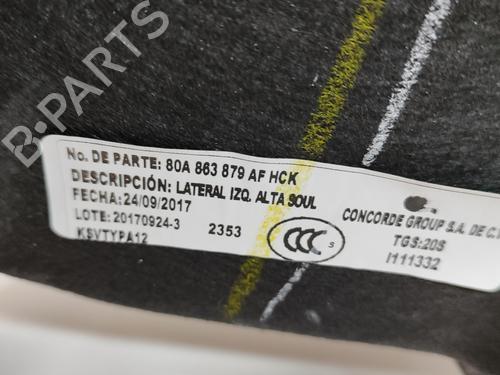 B-PARTS
No. DE PARTE: 80A 863 879 AF HCK
DESCRIPCIÓN: LATERAL IZQ. ALTA SOUL
FECHA: 24/09/2017
LOTE: 20170924-3 2353
KSVTYPA12
CCC S
CONCORDE GROUP S.A. DE C.V
TGS:20S
I111332